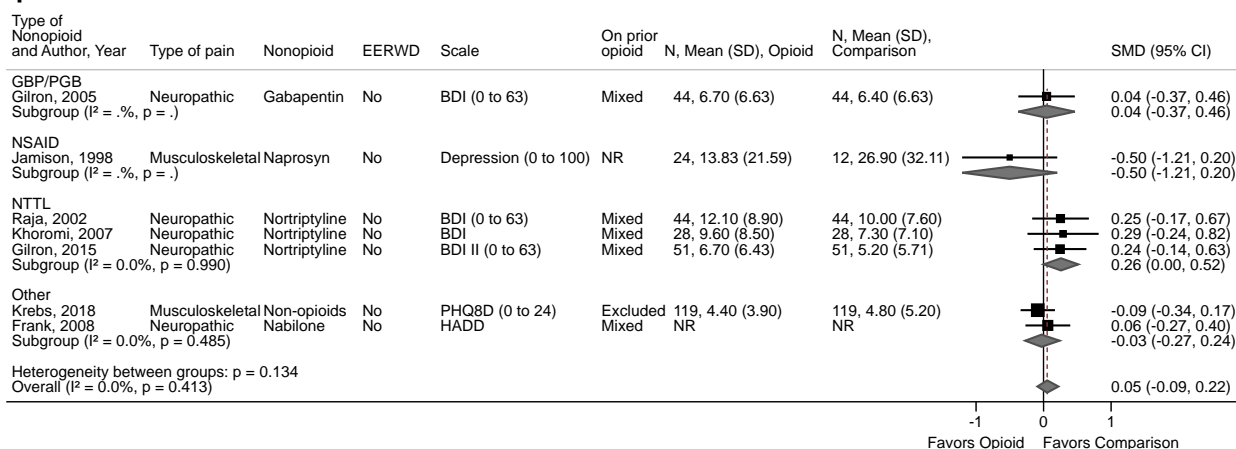 Type of
Nonopioid
and Author, Year Type of pain Nonopioid EERWD Scale On prior opioid N, Mean (SD), Opioid N, Mean (SD), Comparison SMD (95% CI)
GBP/PGB
Gilron, 2005 Neuropathic Gabapentin No BDI (0 to 63) Mixed 44, 6.70 (6.63) 44, 6.40 (6.63) 0.04 (-0.37, 0.46)
Subgroup (I² = .%, p = .) 0.04 (-0.37, 0.46)
NSAID
Jamison, 1998 Musculoskeletal Naprosyn No Depression (0 to 100) NR 24, 13.83 (21.59) 12, 26.90 (32.11) -0.50 (-1.21, 0.20)
Subgroup (I² = .%, p = .) -0.50 (-1.21, 0.20)
NTTL
Raja, 2002 Neuropathic Nortriptyline No BDI (0 to 63) Mixed 44, 12.10 (8.90) 44, 10.00 (7.60) 0.25 (-0.17, 0.67)
Khoromi, 2007 Neuropathic Nortriptyline No BDI Mixed 28, 9.60 (8.50) 28, 7.30 (7.10) 0.29 (-0.24, 0.82)
Gilron, 2015 Neuropathic Nortriptyline No BDI II (0 to 63) Mixed 51, 6.70 (6.43) 51, 5.20 (5.71) 0.24 (-0.14, 0.63)
Subgroup (I² = 0.0%, p = 0.990) 0.26 (0.00, 0.52)
Other
Krebs, 2018 Musculoskeletal Non-opioids No PHQ8D (0 to 24) Excluded 119, 4.40 (3.90) 119, 4.80 (5.20) -0.09 (-0.34, 0.17)
Frank, 2008 Neuropathic Nabilone No HADD Mixed NR NR 0.06 (-0.27, 0.40)
Subgroup (I² = 0.0%, p = 0.485) -0.03 (-0.27, 0.24)
Heterogeneity between groups: p = 0.134
Overall (I² = 0.0%, p = 0.413) 0.05 (-0.09, 0.22)
-1 0 1
Favors Opioid Favors Comparison